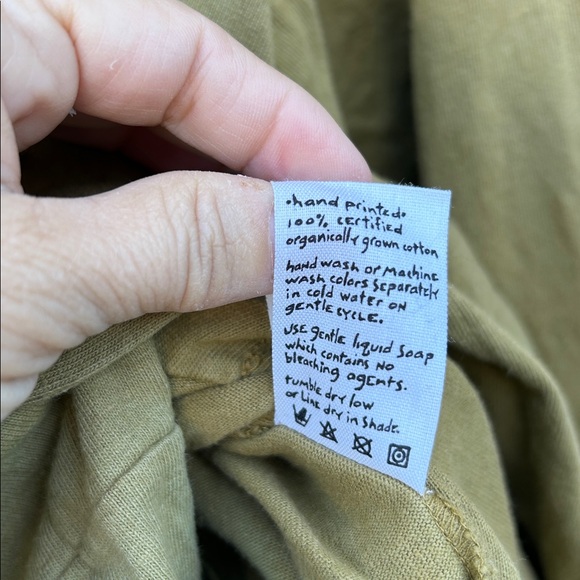 •hand printed•
100% certified
organically grown cotton
hand wash or Machine
wash colors separately
in cold water on
gentle cycle.
use gentle liquid soap
which contains no
bleaching agents.
tumble dry low
or line dry in shade.